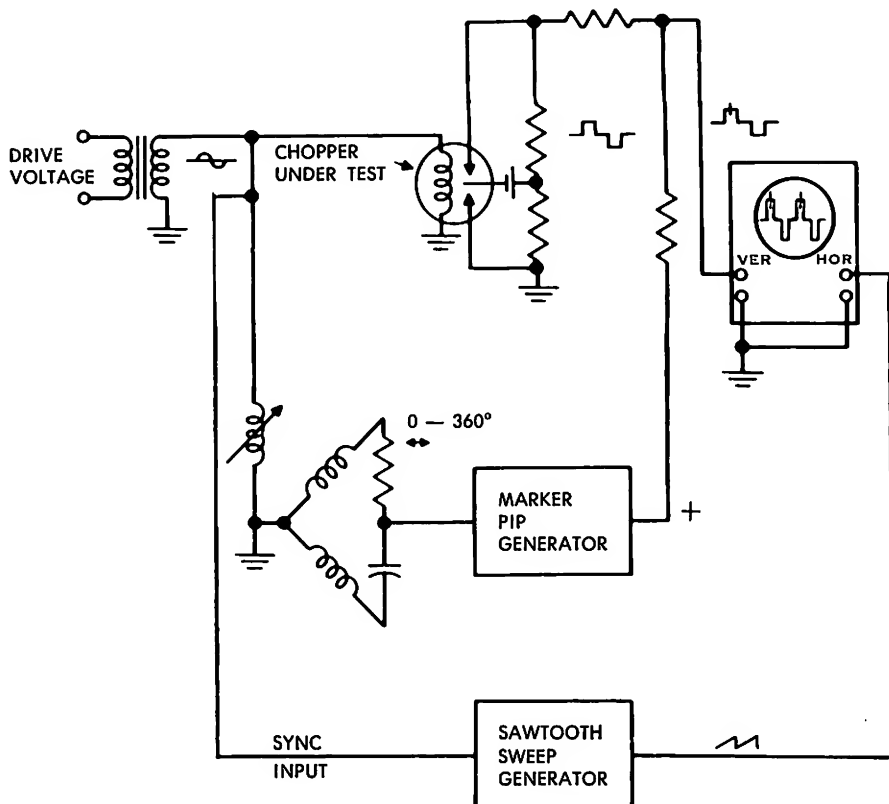 DRIVE
VOLTAGE
CHOPPER
UNDER TEST
VER
HOR
0 — 360°
MARKER
PIP
GENERATOR
+
SYNC
INPUT
SAWTOOTH
SWEEP
GENERATOR